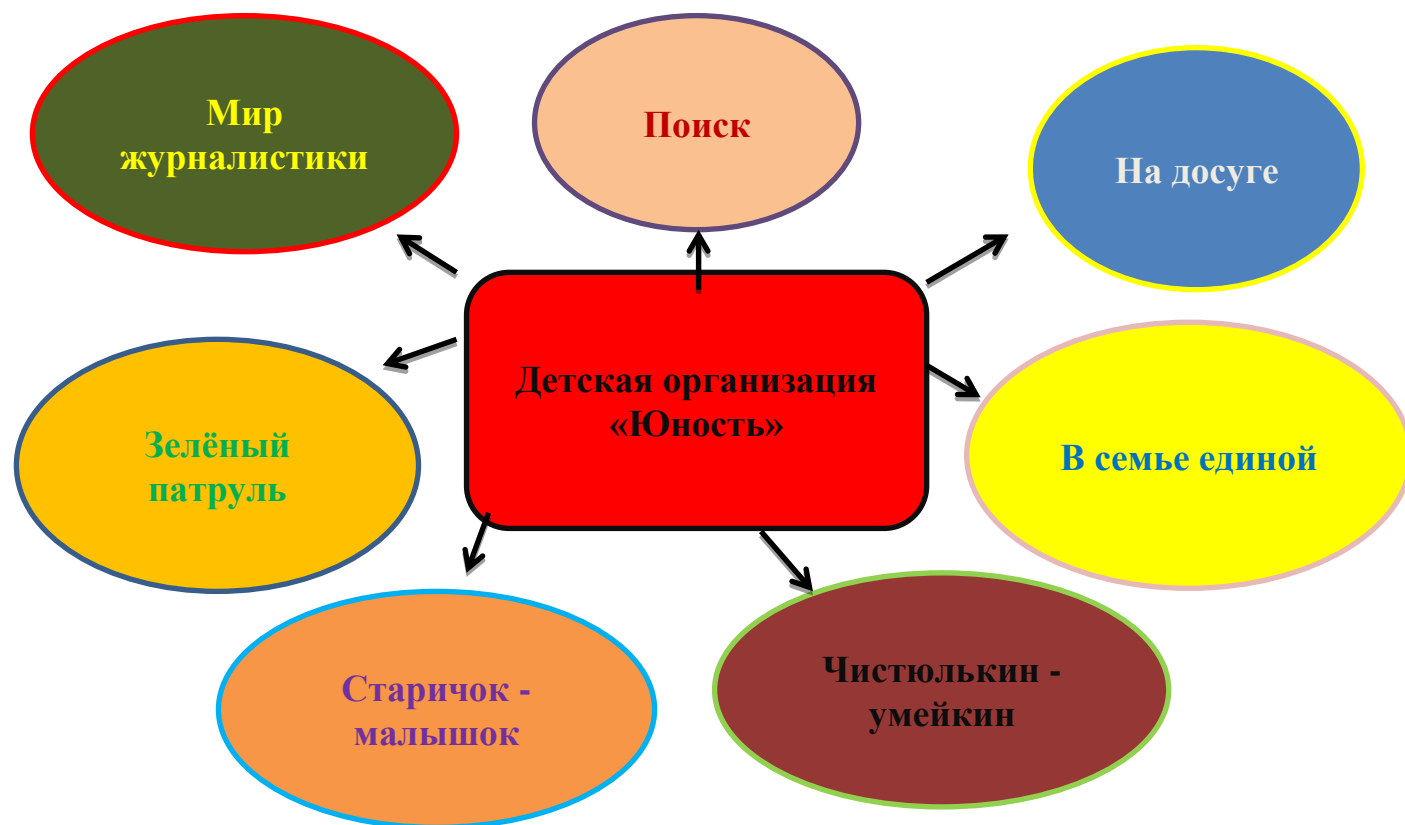 Мир
журналистики
Поиск
На досуге
Детская организация
«Юность»
Зелёный
патруль
В семье единой
Старичок -
малышок
Чистюлькин -
умейкин